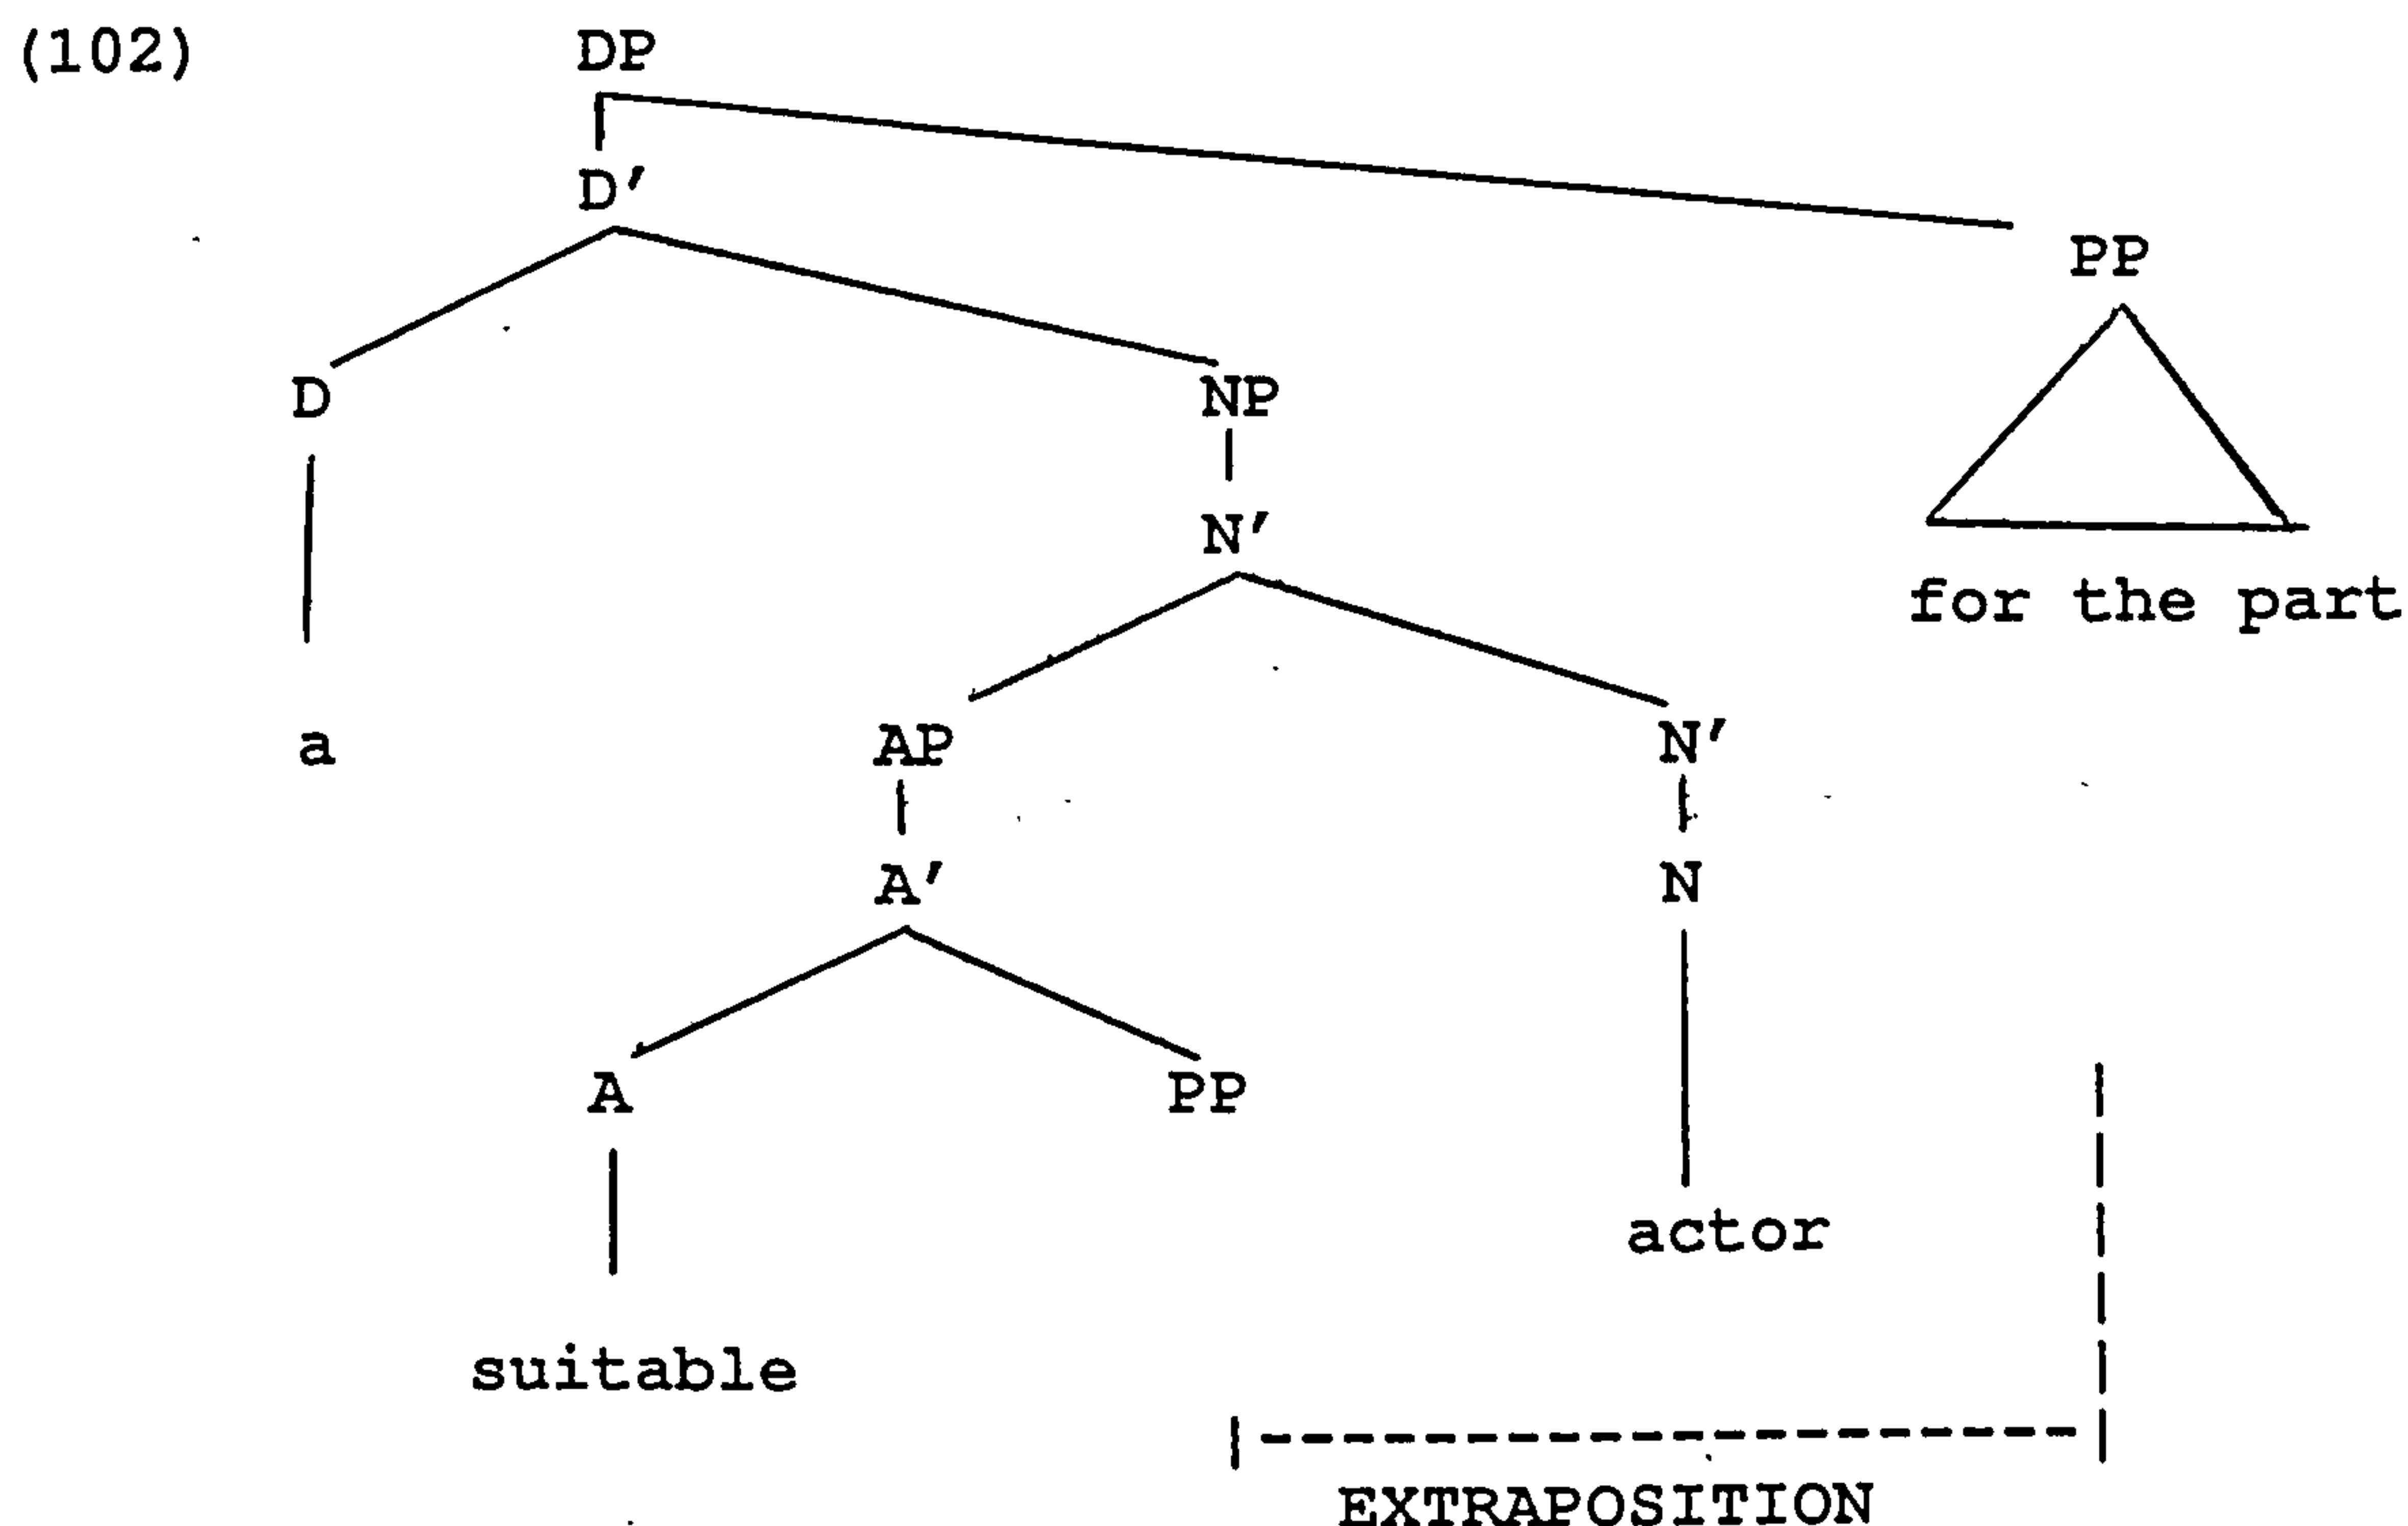 (102) DP
D'
PP
D NP
N'
for the part
a AP N'
A' N
A PP
actor
suitable
EXTRAPOSITION